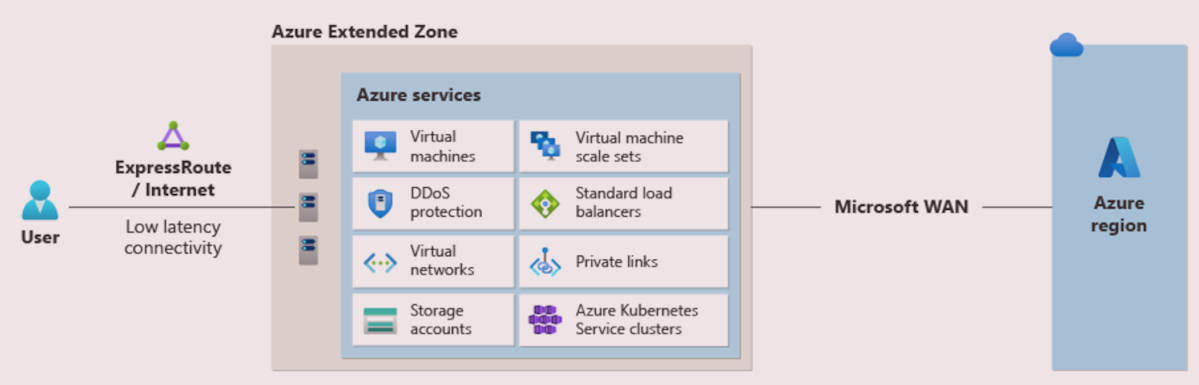 Azure Extended Zone
Azure services
Virtual
machines
Virtual machine
scale sets
ExpressRoute
/ Internet
DDoS
protection
Standard load
balancers
User
Low latency
connectivity
Microsoft WAN
Azure
region
Virtual
networks
Private links
Storage
accounts
Azure Kubernetes
Service clusters